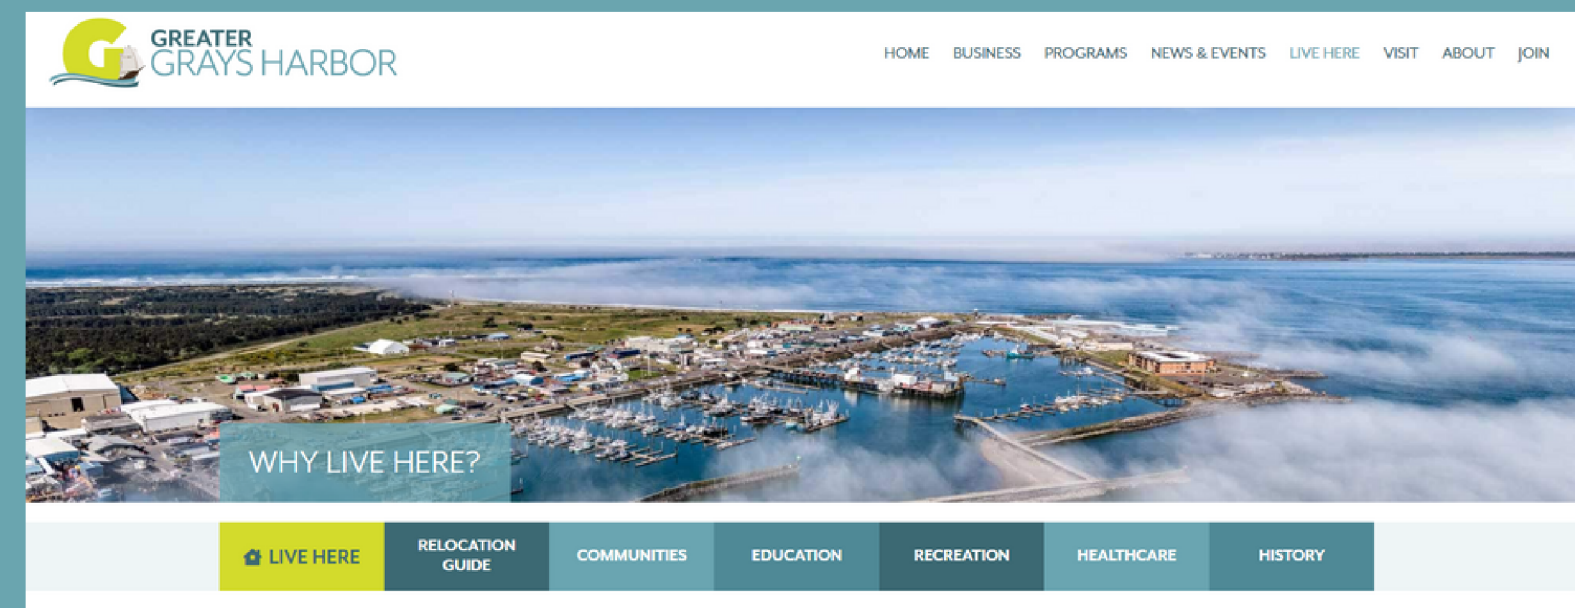 GREATER
GRAYS HARBOR
HOME BUSINESS PROGRAMS NEWS & EVENTS LIVE HERE VISIT ABOUT JOIN
WHY LIVE HERE?
LIVE HERE
RELOCATION
GUIDE
COMMUNITIES
EDUCATION
RECREATION
HEALTHCARE
HISTORY